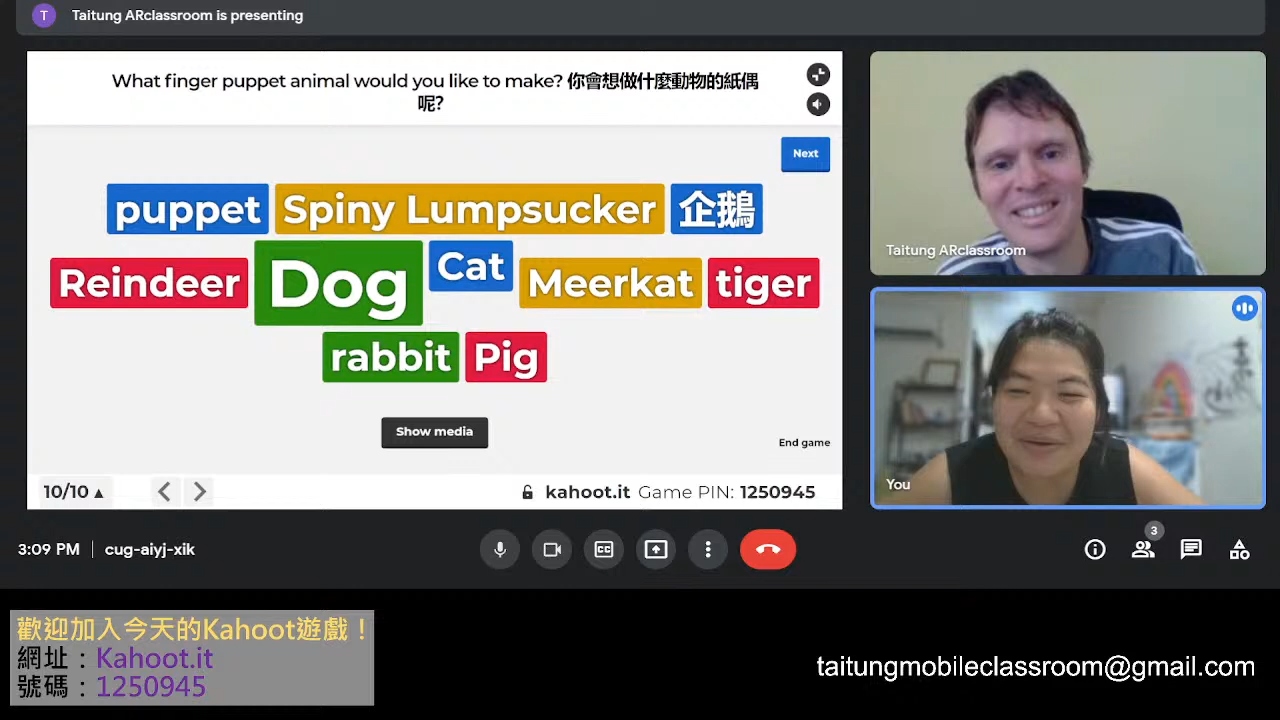 T Taitung ARclassroom is presenting
What finger puppet animal would you like to make? 你會想做什麼動物的紙偶
呢?
Next
puppet Spiny Lumpsucker 企鵝
Reindeer Dog Cat Meerkat tiger
rabbit Pig
Show media
End game
10/10 ▲
kahoot.it Game PIN: 1250945
Taitung ARclassroom
You
3:09 PM | cug-aiyj-xik
3
歡迎加入今天的Kahoot遊戲！
網址：Kahoot.it
號碼：1250945
taitungmobileclassroom@gmail.com